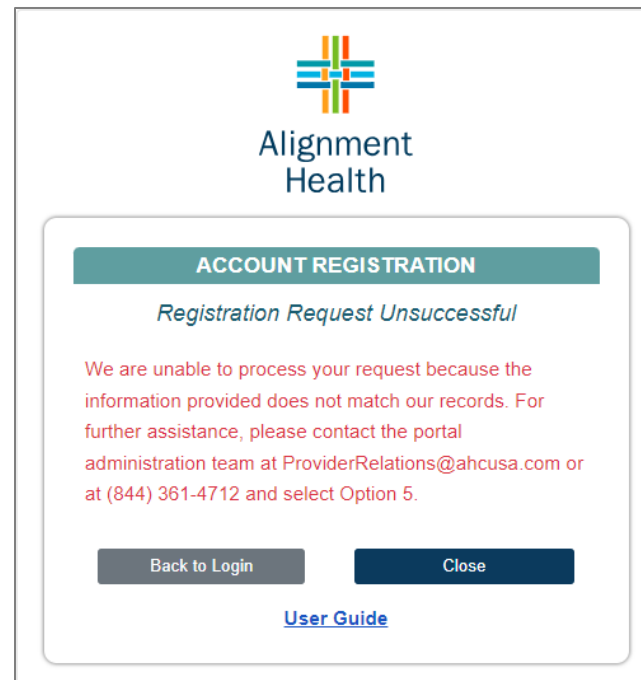 Alignment
Health
ACCOUNT REGISTRATION
Registration Request Unsuccessful
We are unable to process your request because the
information provided does not match our records. For
further assistance, please contact the portal
administration team at ProviderRelations@ahcusa.com or
at (844) 361-4712 and select Option 5.
Back to Login
Close
User Guide